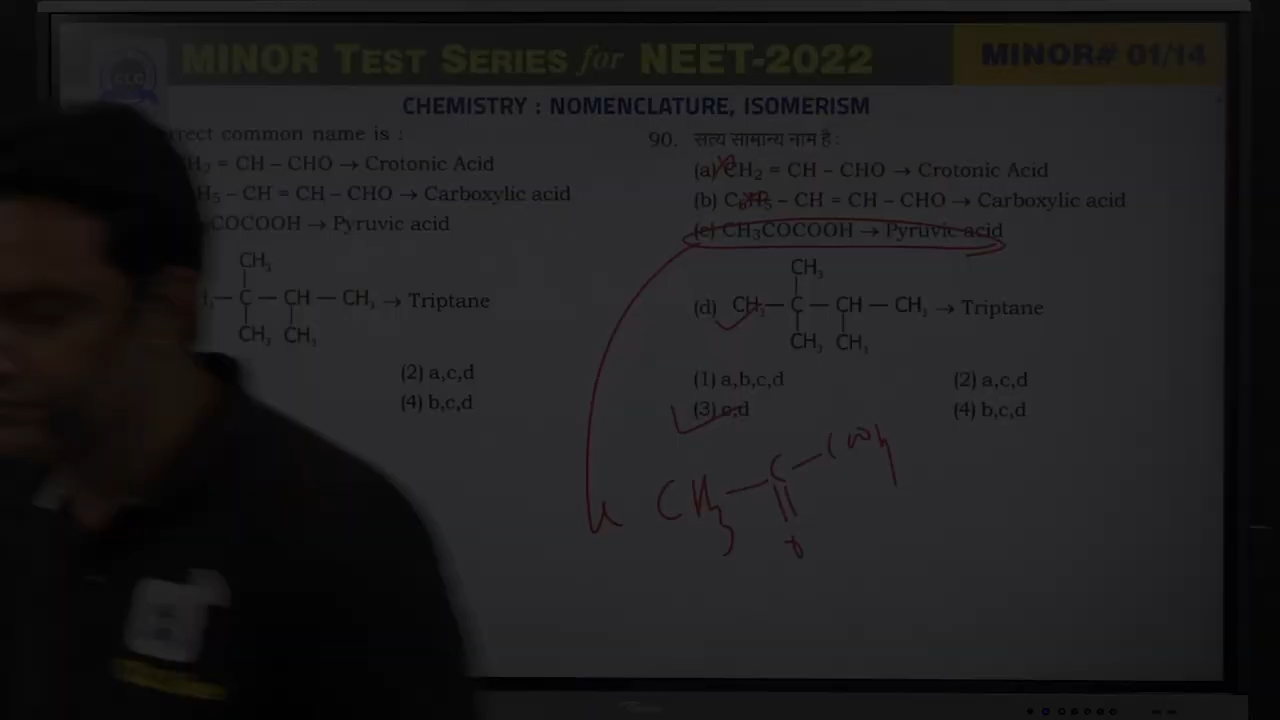 MINOR TEST SERIES for NEET-2022
MINOR# 01/14
CHEMISTRY : NOMENCLATURE, ISOMERISM
rrect common name is :
H₂ = CH – CHO → Crotonic Acid
H₅ – CH = CH – CHO → Carboxylic acid
COCOOH → Pyruvic acid
CH₃
– C – CH – CH₃ → Triptane
CH₃ CH₃
(2) a,c,d
(4) b,c,d
90. सत्य सामान्य नाम है :
(a) CH₂ = CH – CHO → Crotonic Acid
(b) C₆H₅ – CH = CH – CHO → Carboxylic acid
(c) CH₃COCOOH → Pyruvic acid
CH₃
(d) CH₃ – C – CH – CH₃ → Triptane
CH₃ CH₃
(1) a,b,c,d (2) a,c,d
(3) c,d (4) b,c,d
CH₃ – C – COOH